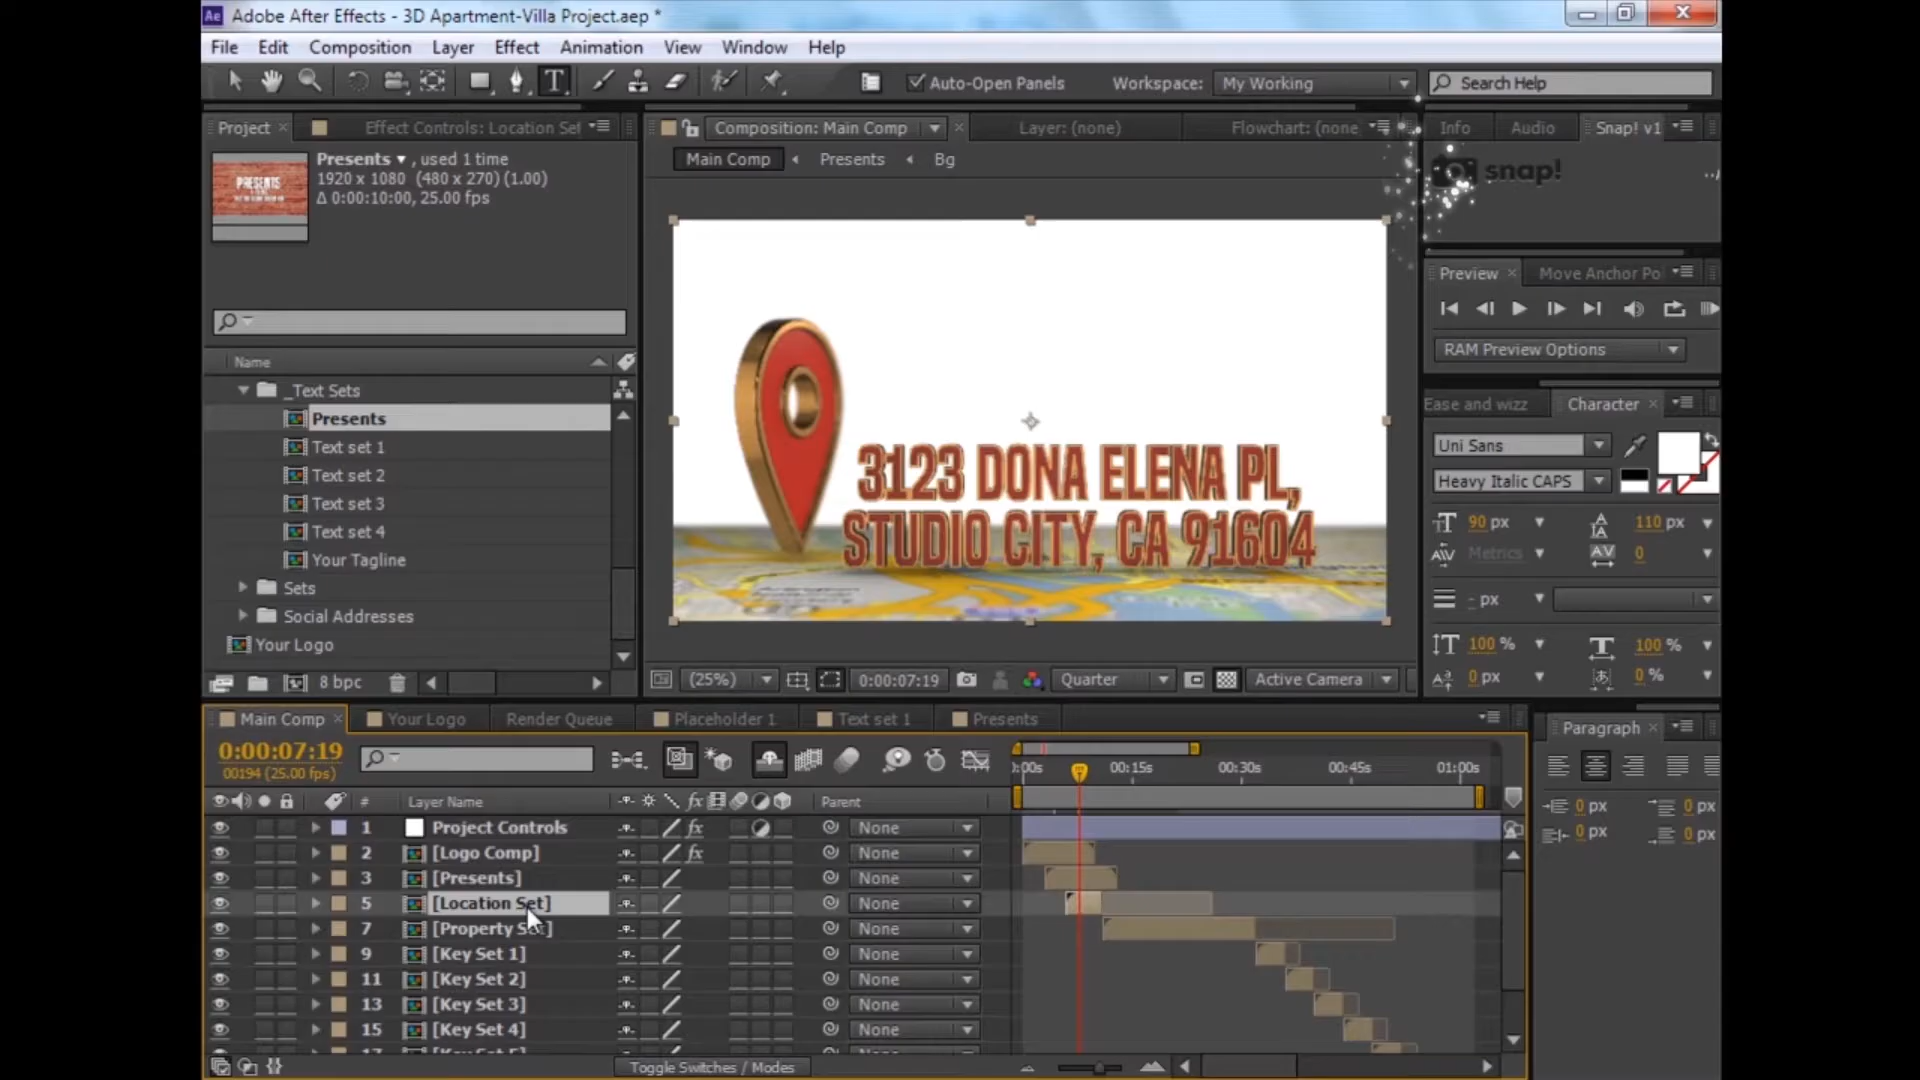 Ae Adobe After Effects - 3D Apartment-Villa Project.aep *
File Edit Composition Layer Effect Animation View Window Help
T Auto-Open Panels Workspace: My Working Search Help
Project Effect Controls: Location Set
Composition: Main Comp Layer: (none) Flowchart: (none
Info Audio Snap! v1
Main Comp Presents Bg
snap!
PRESENTS
Presents , used 1 time
1920 x 1080 (480 x 270) (1.00)
Δ 0:00:10:00, 25.00 fps
Preview Move Anchor Po
RAM Preview Options
Name
_Text Sets
Presents
Text set 1
Text set 2
Text set 3
Text set 4
Your Tagline
Sets
Social Addresses
Your Logo
8 bpc
3123 DONA ELENA PL,
STUDIO CITY, CA 91604
(25%) 0:00:07:19 Quarter Active Camera
Ease and wizz Character
Uni Sans
Heavy Italic CAPS
90 px 110 px
Metrics 0
- px
100 % 100 %
0 px 0 %
Main Comp Your Logo Render Queue Placeholder 1 Text set 1 Presents
0:00:07:19
00194 (25.00 fps)
):00s 00:15s 00:30s 00:45s 01:00s
# Layer Name fx Parent
1 Project Controls fx None
2 [Logo Comp] fx None
3 [Presents] None
5 [Location Set] None
7 [Property Set] None
9 [Key Set 1] None
11 [Key Set 2] None
13 [Key Set 3] None
15 [Key Set 4] None
Toggle Switches / Modes
Paragraph
0 px 0 px
0 px 0 px